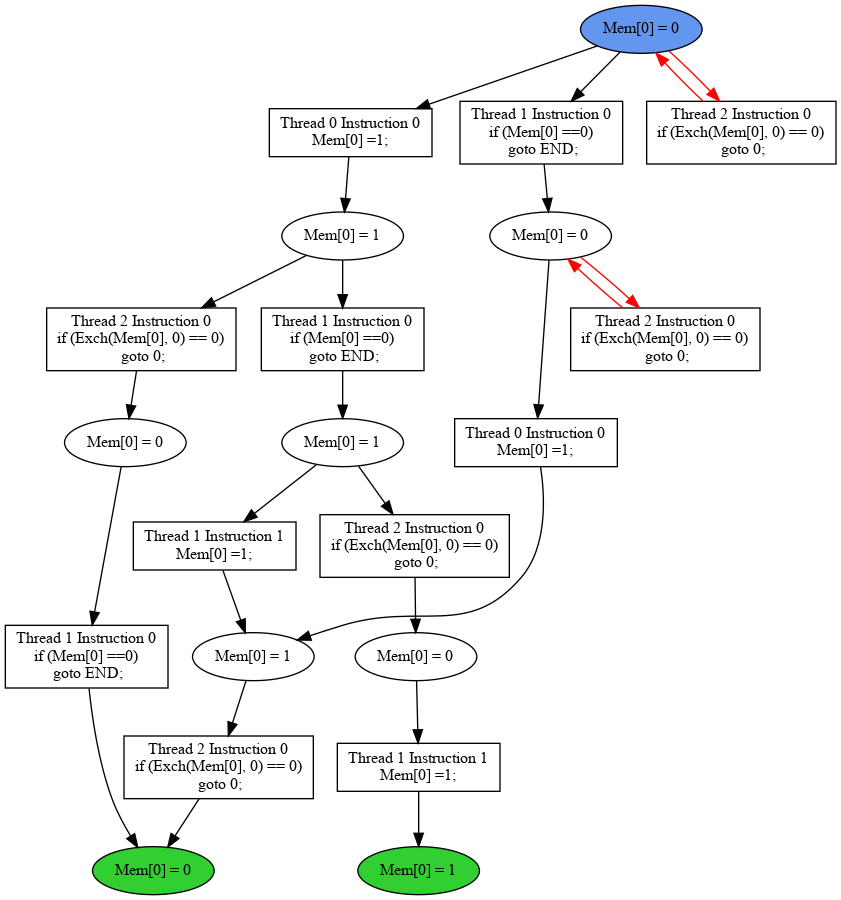 Mem[0] = 0
Thread 0 Instruction 0
Mem[0] =1;
Thread 1 Instruction 0
if (Mem[0] ==0)
goto END;
Thread 2 Instruction 0
if (Exch(Mem[0], 0) == 0)
goto 0;
Mem[0] = 1
Mem[0] = 0
Thread 2 Instruction 0
if (Exch(Mem[0], 0) == 0)
goto 0;
Thread 1 Instruction 0
if (Mem[0] ==0)
goto END;
Thread 2 Instruction 0
if (Exch(Mem[0], 0) == 0)
goto 0;
Mem[0] = 0
Mem[0] = 1
Thread 0 Instruction 0
Mem[0] =1;
Thread 1 Instruction 1
Mem[0] =1;
Thread 2 Instruction 0
if (Exch(Mem[0], 0) == 0)
goto 0;
Thread 1 Instruction 0
if (Mem[0] ==0)
goto END;
Mem[0] = 1
Mem[0] = 0
Thread 2 Instruction 0
if (Exch(Mem[0], 0) == 0)
goto 0;
Thread 1 Instruction 1
Mem[0] =1;
Mem[0] = 0
Mem[0] = 1